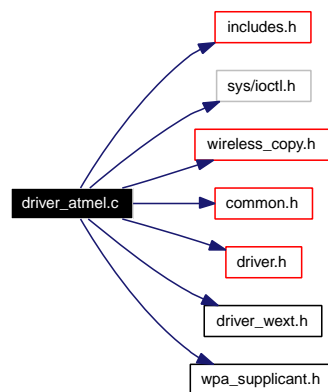 includes.h
sys/ioctl.h
wireless_copy.h
driver_atmel.c
common.h
driver.h
driver_wext.h
wpa_supplicant.h